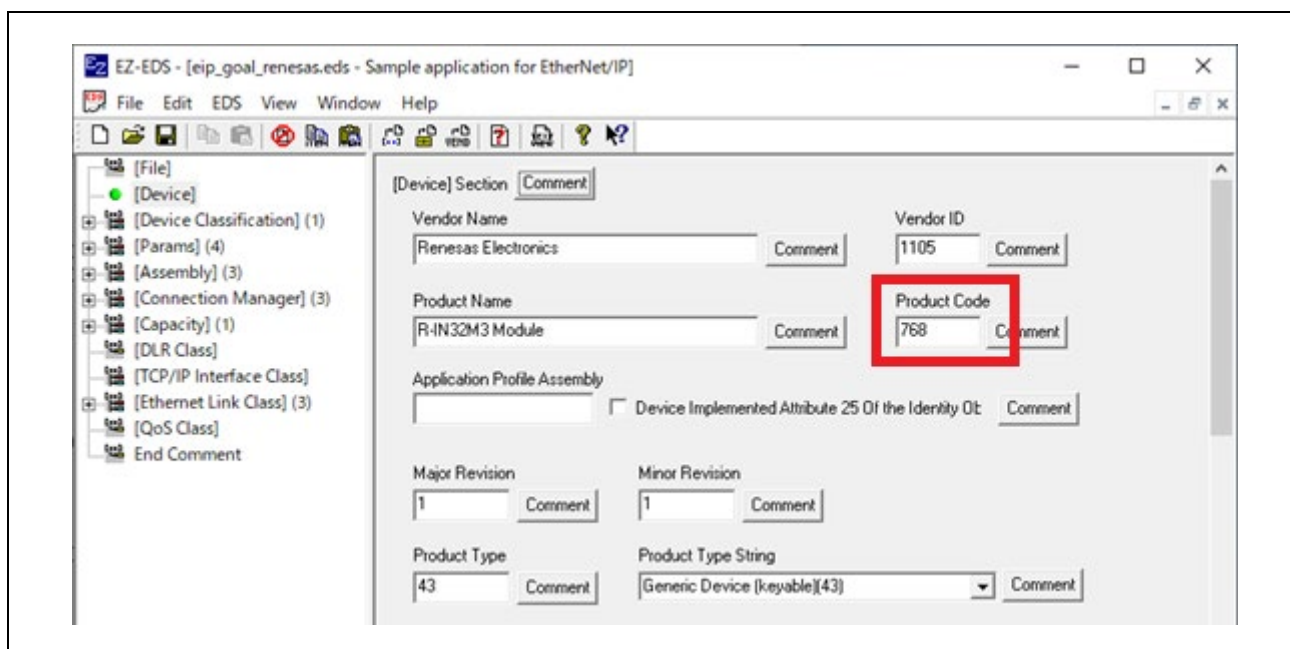 EZ-EDS - [eip_goal_renesas.eds - Sample application for EtherNet/IP]
File Edit EDS View Window Help
[File]
[Device]
[Device Classification] (1)
[Params] (4)
[Assembly] (3)
[Connection Manager] (3)
[Capacity] (1)
[DLR Class]
[TCP/IP Interface Class]
[Ethernet Link Class] (3)
[QoS Class]
End Comment
[Device] Section Comment
Vendor Name Vendor ID
Renesas Electronics Comment 1105 Comment
Product Name Product Code
R-IN32M3 Module Comment 768 Comment
Application Profile Assembly
Device Implemented Attribute 25 Of the Identity Ob Comment
Major Revision Minor Revision
1 Comment 1 Comment
Product Type Product Type String
43 Comment Generic Device (keyable)(43) Comment